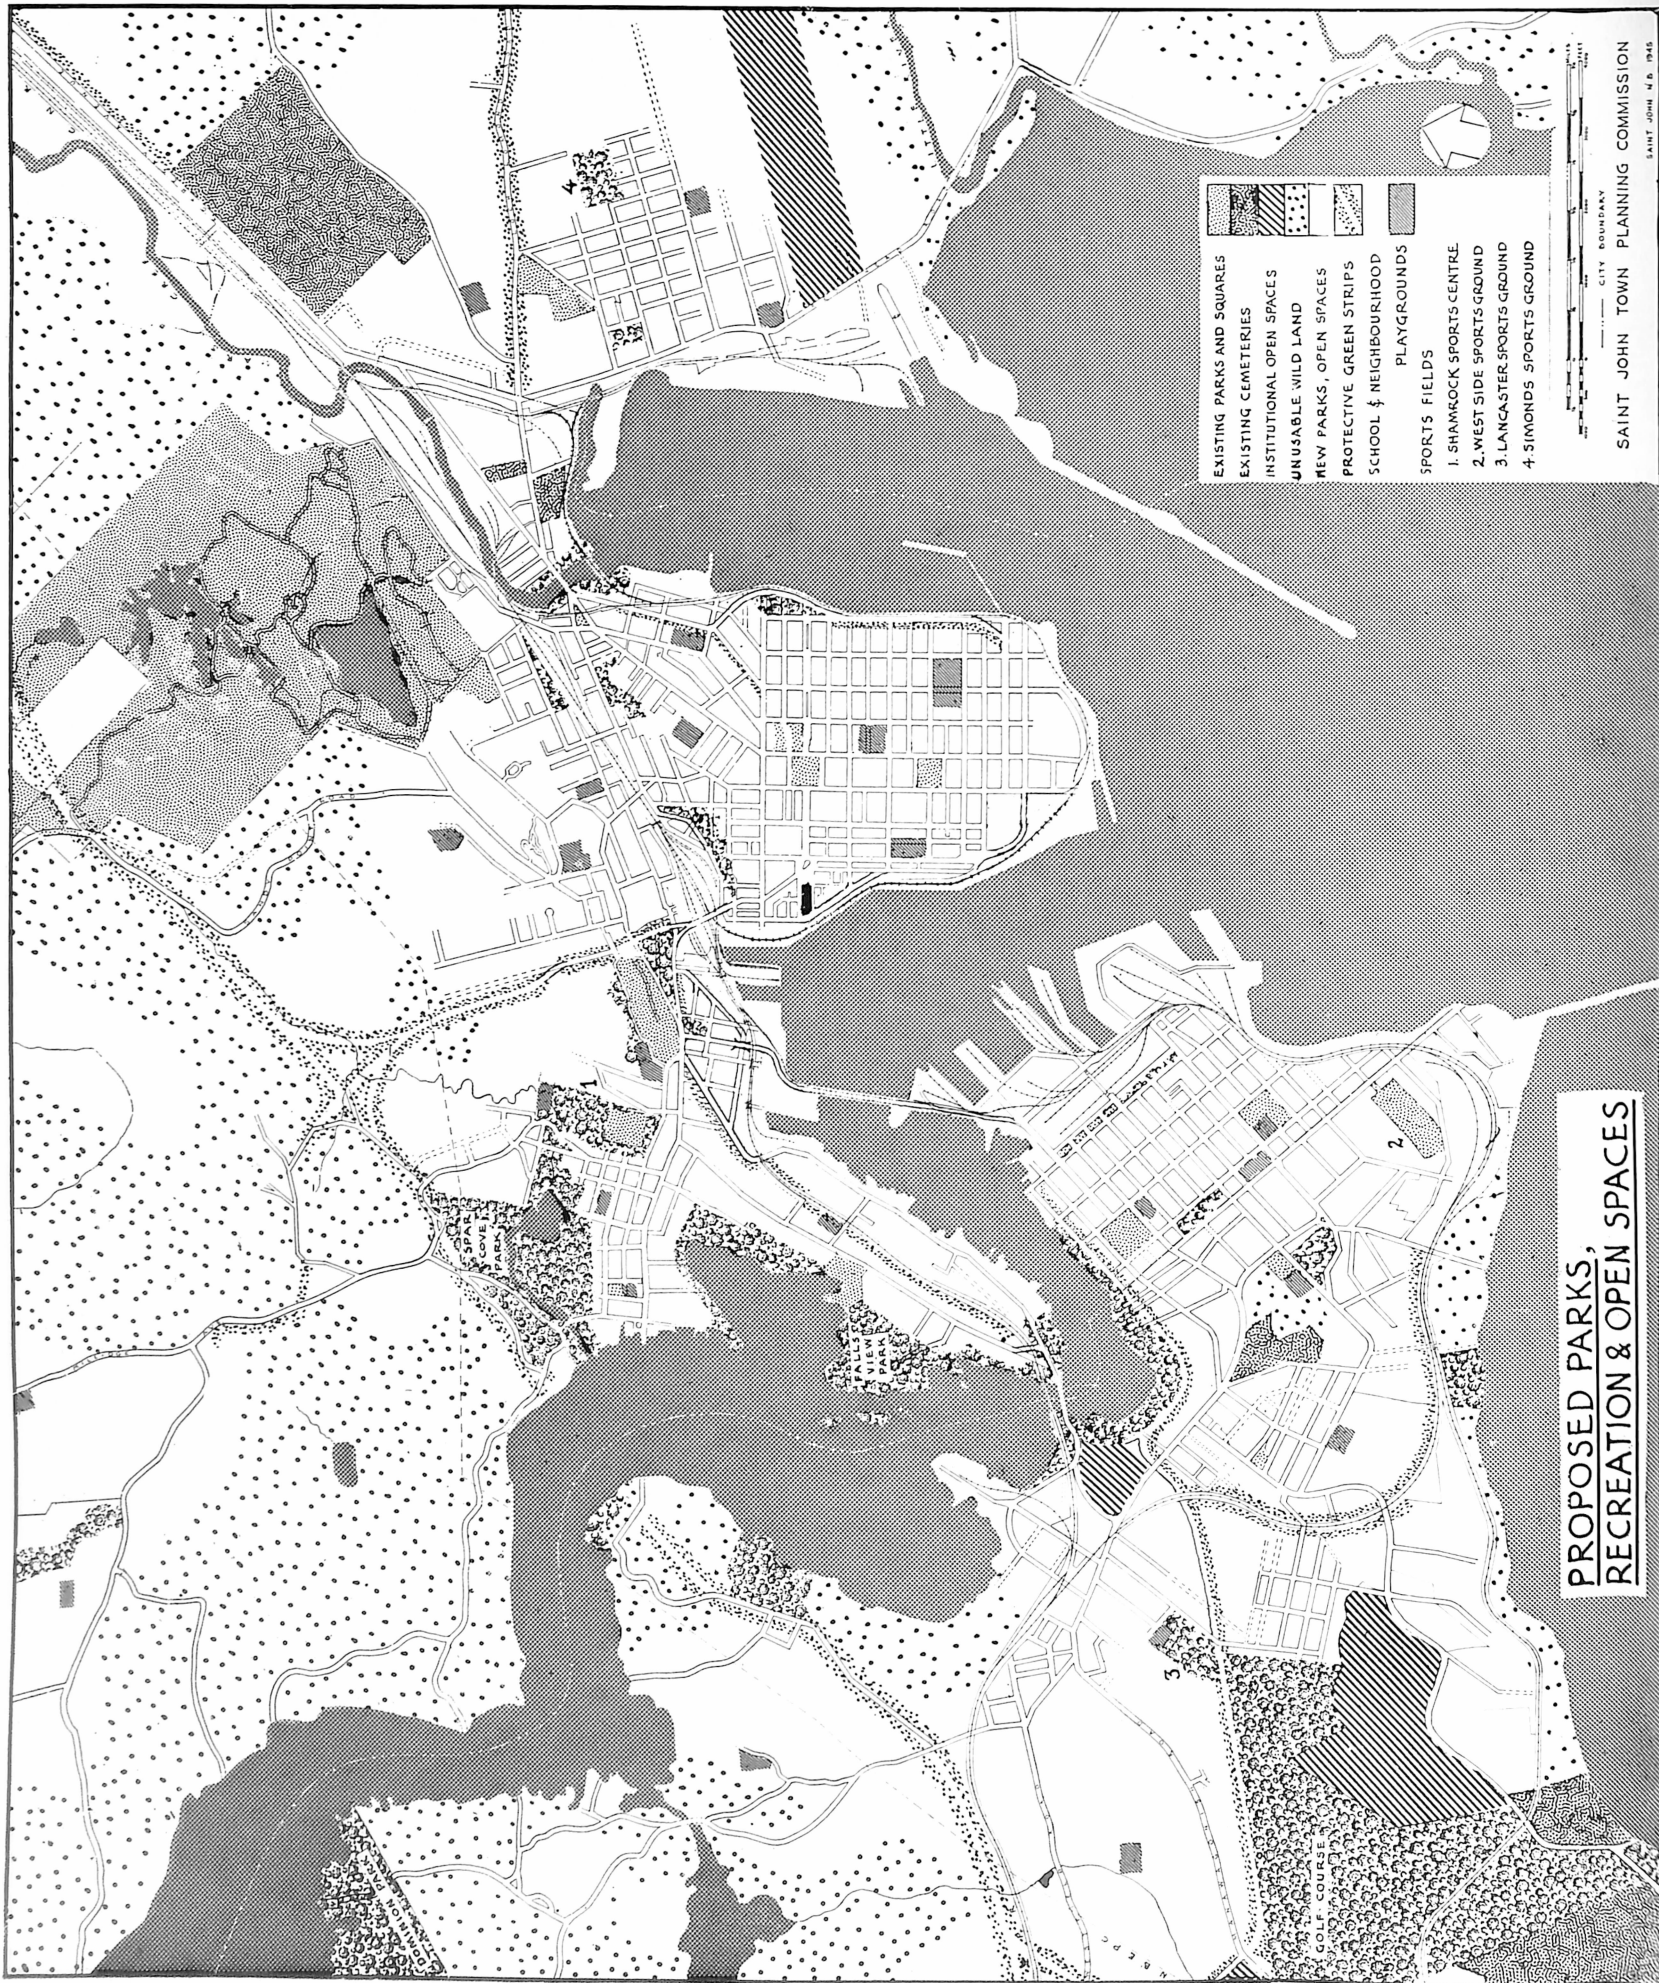 PROPOSED PARKS,
RECREATION & OPEN SPACES
EXISTING PARKS AND SQUARES
EXISTING CEMETERIES
INSTITUTIONAL OPEN SPACES
UNUSABLE WILD LAND
NEW PARKS, OPEN SPACES
PROTECTIVE GREEN STRIPS
SCHOOL & NEIGHBOURHOOD
PLAYGROUNDS
SPORTS FIELDS
1. SHAMROCK SPORTS CENTRE
2. WEST SIDE SPORTS GROUND
3. LANCASTER SPORTS GROUND
4. SIMONDS SPORTS GROUND
CITY BOUNDARY
SAINT JOHN TOWN PLANNING COMMISSION
SAINT JOHN N.B. 1945
SPAR
COVE
PARK
FALLS
VIEW
PARK
DOMINION PARK
GOLF COURSE
1
2
3
4